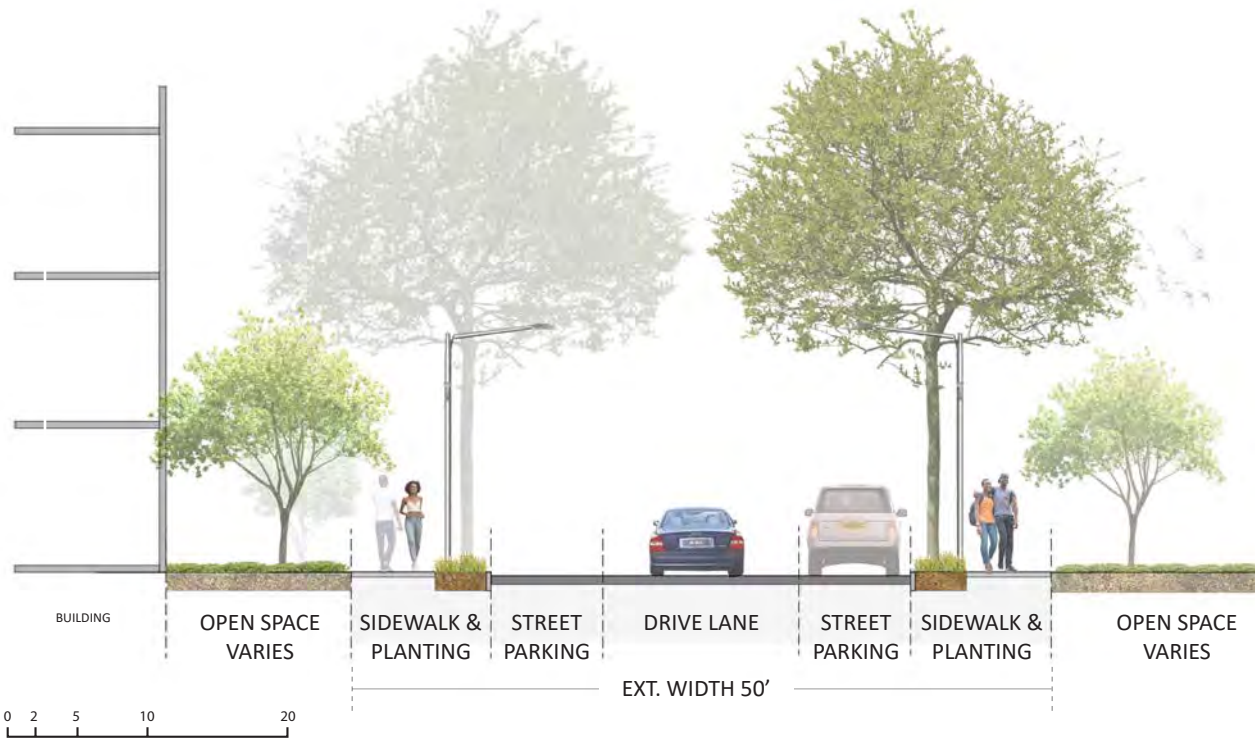 BUILDING
OPEN SPACE
VARIES
SIDEWALK &
PLANTING
STREET
PARKING
DRIVE LANE
STREET
PARKING
SIDEWALK &
PLANTING
OPEN SPACE
VARIES
EXT. WIDTH 50’
0 2 5 10 20